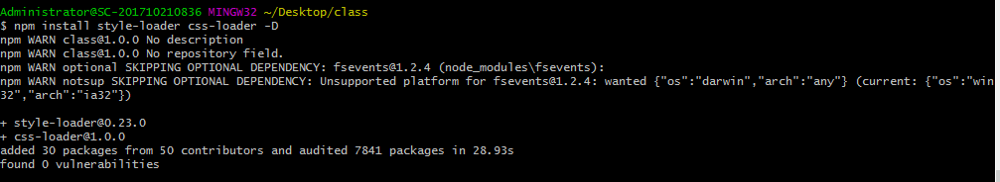 Administrator@SC-201710210836 MINGW32 ~/Desktop/class
$ npm install style-loader css-loader -D
npm WARN class@1.0.0 No description
npm WARN class@1.0.0 No repository field.
npm WARN optional SKIPPING OPTIONAL DEPENDENCY: fsevents@1.2.4 (node_modules\fsevents):
npm WARN notsup SKIPPING OPTIONAL DEPENDENCY: Unsupported platform for fsevents@1.2.4: wanted {"os":"darwin","arch":"any"} (current: {"os":"win
32","arch":"ia32"})
+ style-loader@0.23.0
+ css-loader@1.0.0
added 30 packages from 50 contributors and audited 7841 packages in 28.93s
found 0 vulnerabilities